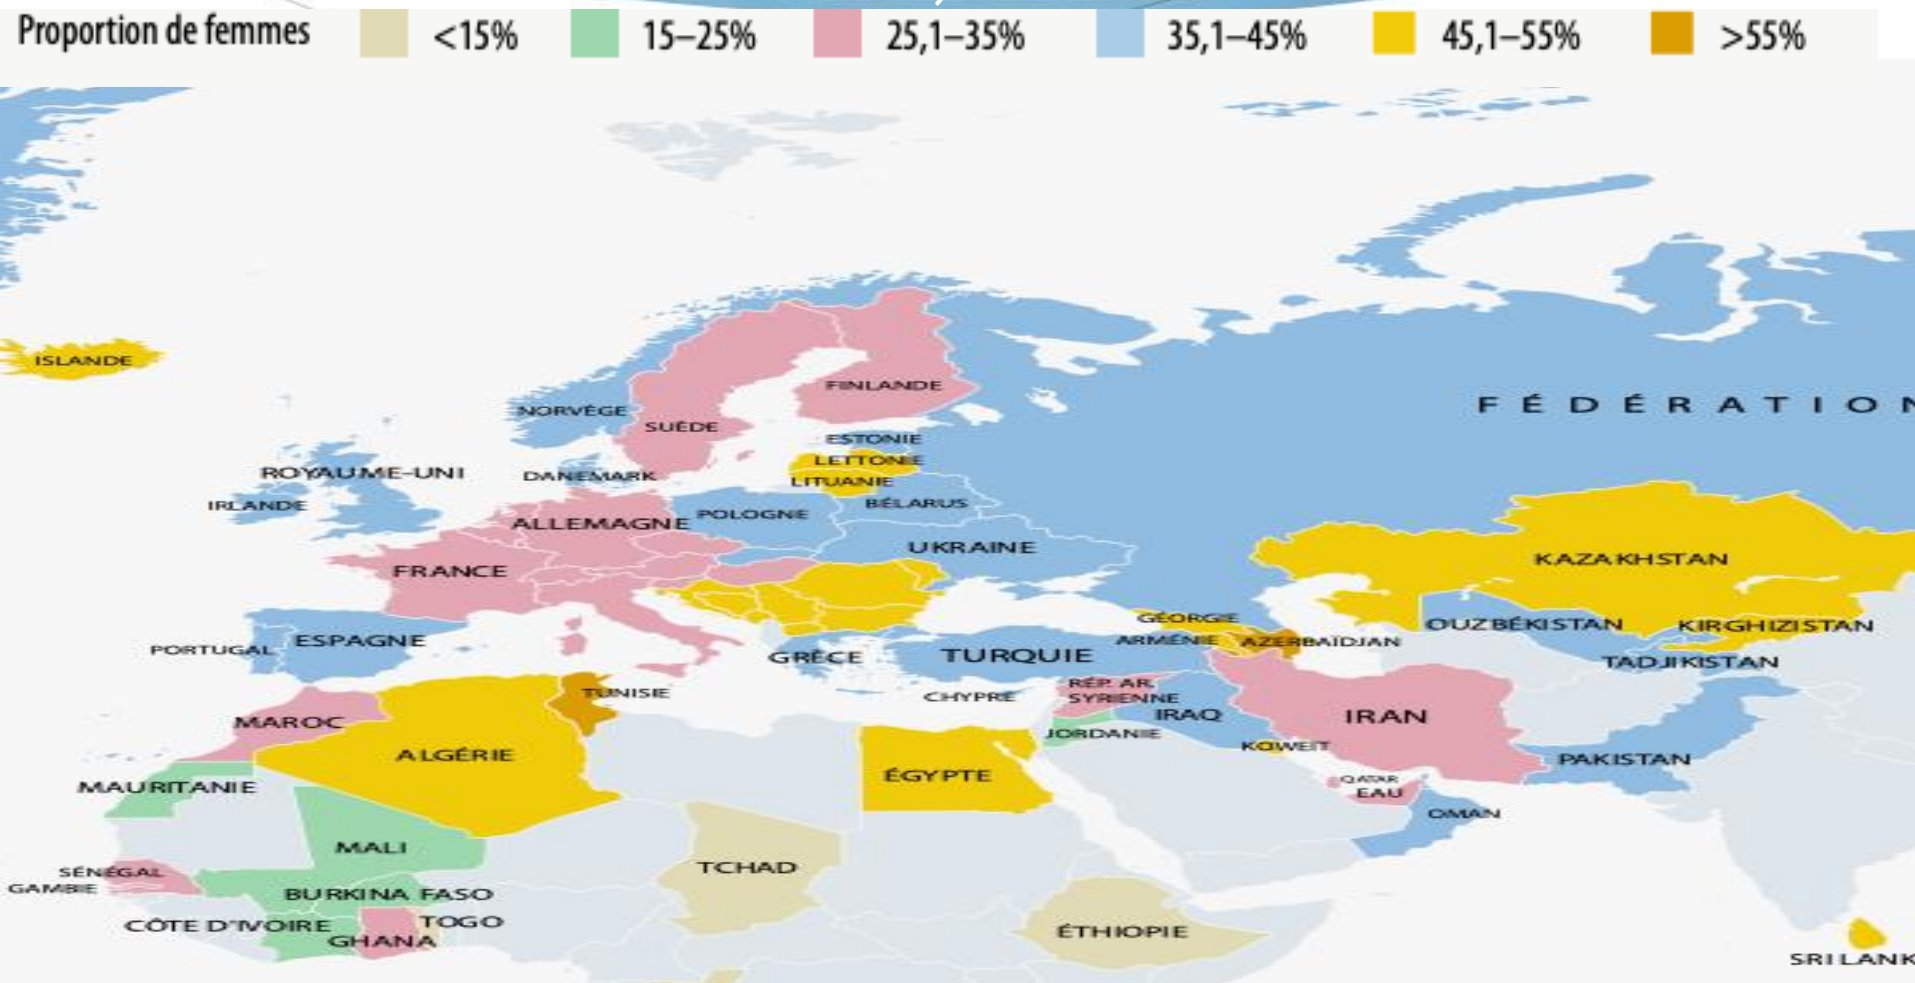 Proportion de femmes <15% 15–25% 25,1–35% 35,1–45% 45,1–55% >55%
ISLANDE
FINLANDE
FÉDÉRATION
NORVÈGE
SUÈDE
ESTONIE
LETTONIE
ROYAUME-UNI
DANEMARK
LITUANIE
IRLANDE
BÉLARUS
POLOGNE
ALLEMAGNE
UKRAINE
KAZAKHSTAN
FRANCE
GÉORGIE
OUZBÉKISTAN
KIRGHIZISTAN
ESPAGNE
ARMÉNIE
AZERBAÏDJAN
PORTUGAL
GRÈCE
TURQUIE
TADJIKISTAN
RÉP. AR.
SYRIENNE
TUNISIE
CHYPRE
MAROC
IRAQ
IRAN
JORDANIE
KOWEIT
ALGÉRIE
PAKISTAN
ÉGYPTE
QATAR
EAU
MAURITANIE
OMAN
MALI
TCHAD
SÉNÉGAL
GAMBIE
BURKINA FASO
CÔTE D'IVOIRE
TOGO
GHANA
ÉTHIOPIE
SRI LANK